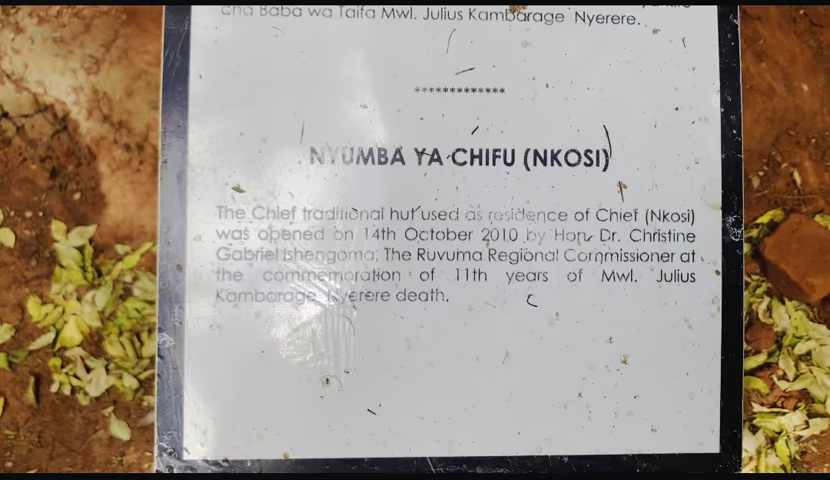 cha Baba wa Taifa Mwl. Julius Kambarage Nyerere.
*************
NYUMBA YA CHIFU (NKOSI)
The Chief traditional hut used as residence of Chief (Nkosi)
was opened on 14th October 2010 by Hon. Dr. Christine
Gabriel Ishengoma; The Ruvuma Regional Commissioner at
the commemoration of 11th years of Mwl. Julius
Kambarage Nyerere death.